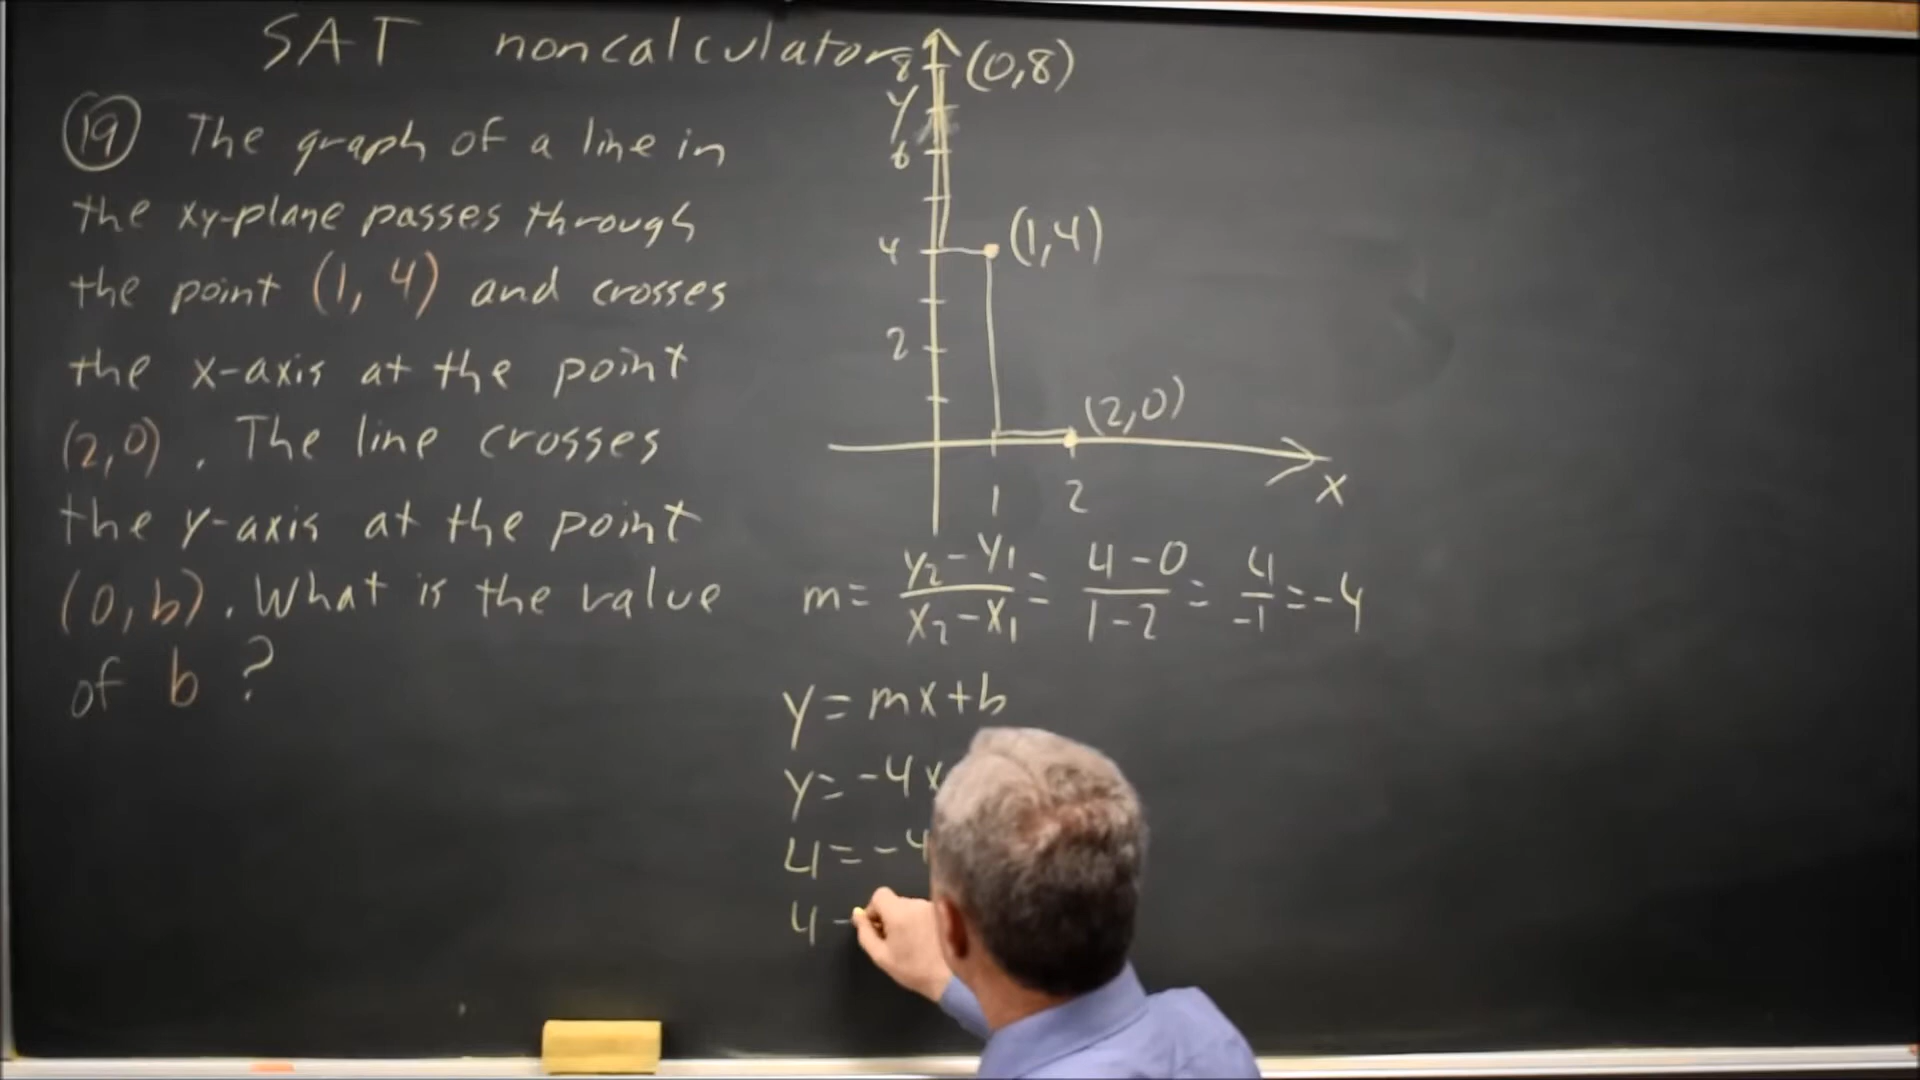 SAT noncalculator
19 The graph of a line in
the xy-plane passes through
the point (1, 4) and crosses
the x-axis at the point
(2,0). The line crosses
the y-axis at the point
(0, b). What is the value
of b ?
8 (0,8)
y
6
4 (1,4)
2
(2,0)
1 2 x
m = y₂-y₁/x₂-x₁ = 4-0/1-2 = 4/-1 = -4
y = mx+b
y = -4x
4 = -4
4